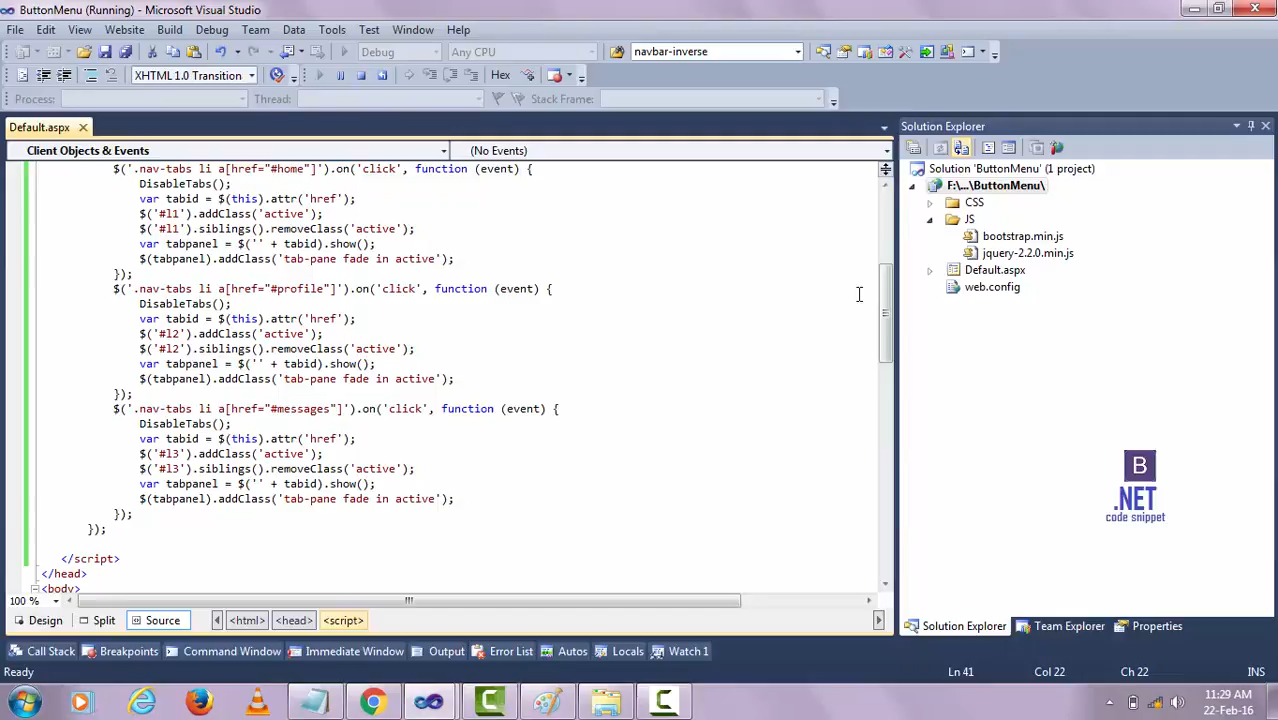 ButtonMenu (Running) - Microsoft Visual Studio
File Edit View Website Build Debug Team Data Tools Test Window Help
Debug Any CPU navbar-inverse
XHTML 1.0 Transition Hex
Process: Thread: Stack Frame:
Default.aspx
Solution Explorer
Client Objects & Events (No Events)
$('.nav-tabs li a[href="#home"]').on('click', function (event) {
DisableTabs();
var tabid = $(this).attr('href');
$('#l1').addClass('active');
$('#l1').siblings().removeClass('active');
var tabpanel = $('' + tabid).show();
$(tabpanel).addClass('tab-pane fade in active');
});
$('.nav-tabs li a[href="#profile"]').on('click', function (event) {
DisableTabs();
var tabid = $(this).attr('href');
$('#l2').addClass('active');
$('#l2').siblings().removeClass('active');
var tabpanel = $('' + tabid).show();
$(tabpanel).addClass('tab-pane fade in active');
});
$('.nav-tabs li a[href="#messages"]').on('click', function (event) {
DisableTabs();
var tabid = $(this).attr('href');
$('#l3').addClass('active');
$('#l3').siblings().removeClass('active');
var tabpanel = $('' + tabid).show();
$(tabpanel).addClass('tab-pane fade in active');
});
});
</script>
</head>
<body>
Solution 'ButtonMenu' (1 project)
F:\...\ButtonMenu\
CSS
JS
bootstrap.min.js
jquery-2.2.0.min.js
Default.aspx
web.config
B
.NET
code snippet
100 %
Design Split Source <html> <head> <script>
Solution Explorer Team Explorer Properties
Call Stack Breakpoints Command Window Immediate Window Output Error List Autos Locals Watch 1
Ready Ln 41 Col 22 Ch 22 INS
11:29 AM
22-Feb-16